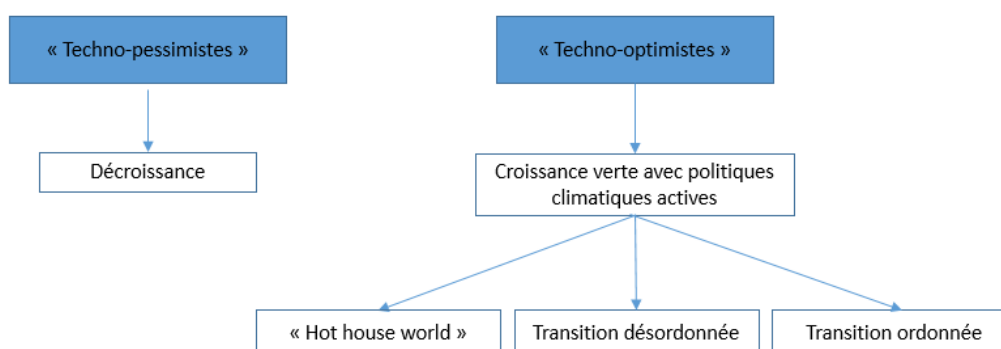 « Techno-pessimistes »
« Techno-optimistes »
Décroissance
Croissance verte avec politiques
climatiques actives
« Hot house world »
Transition désordonnée
Transition ordonnée